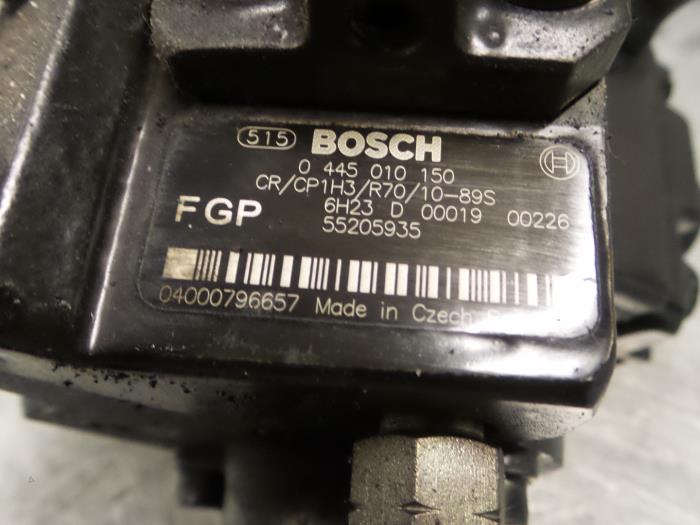 515 BOSCH
0 445 010 150
CR/CP1H3/R70/10-89S
FGP 6H23 D 00019 00226
55205935
04000796657 Made in Czech